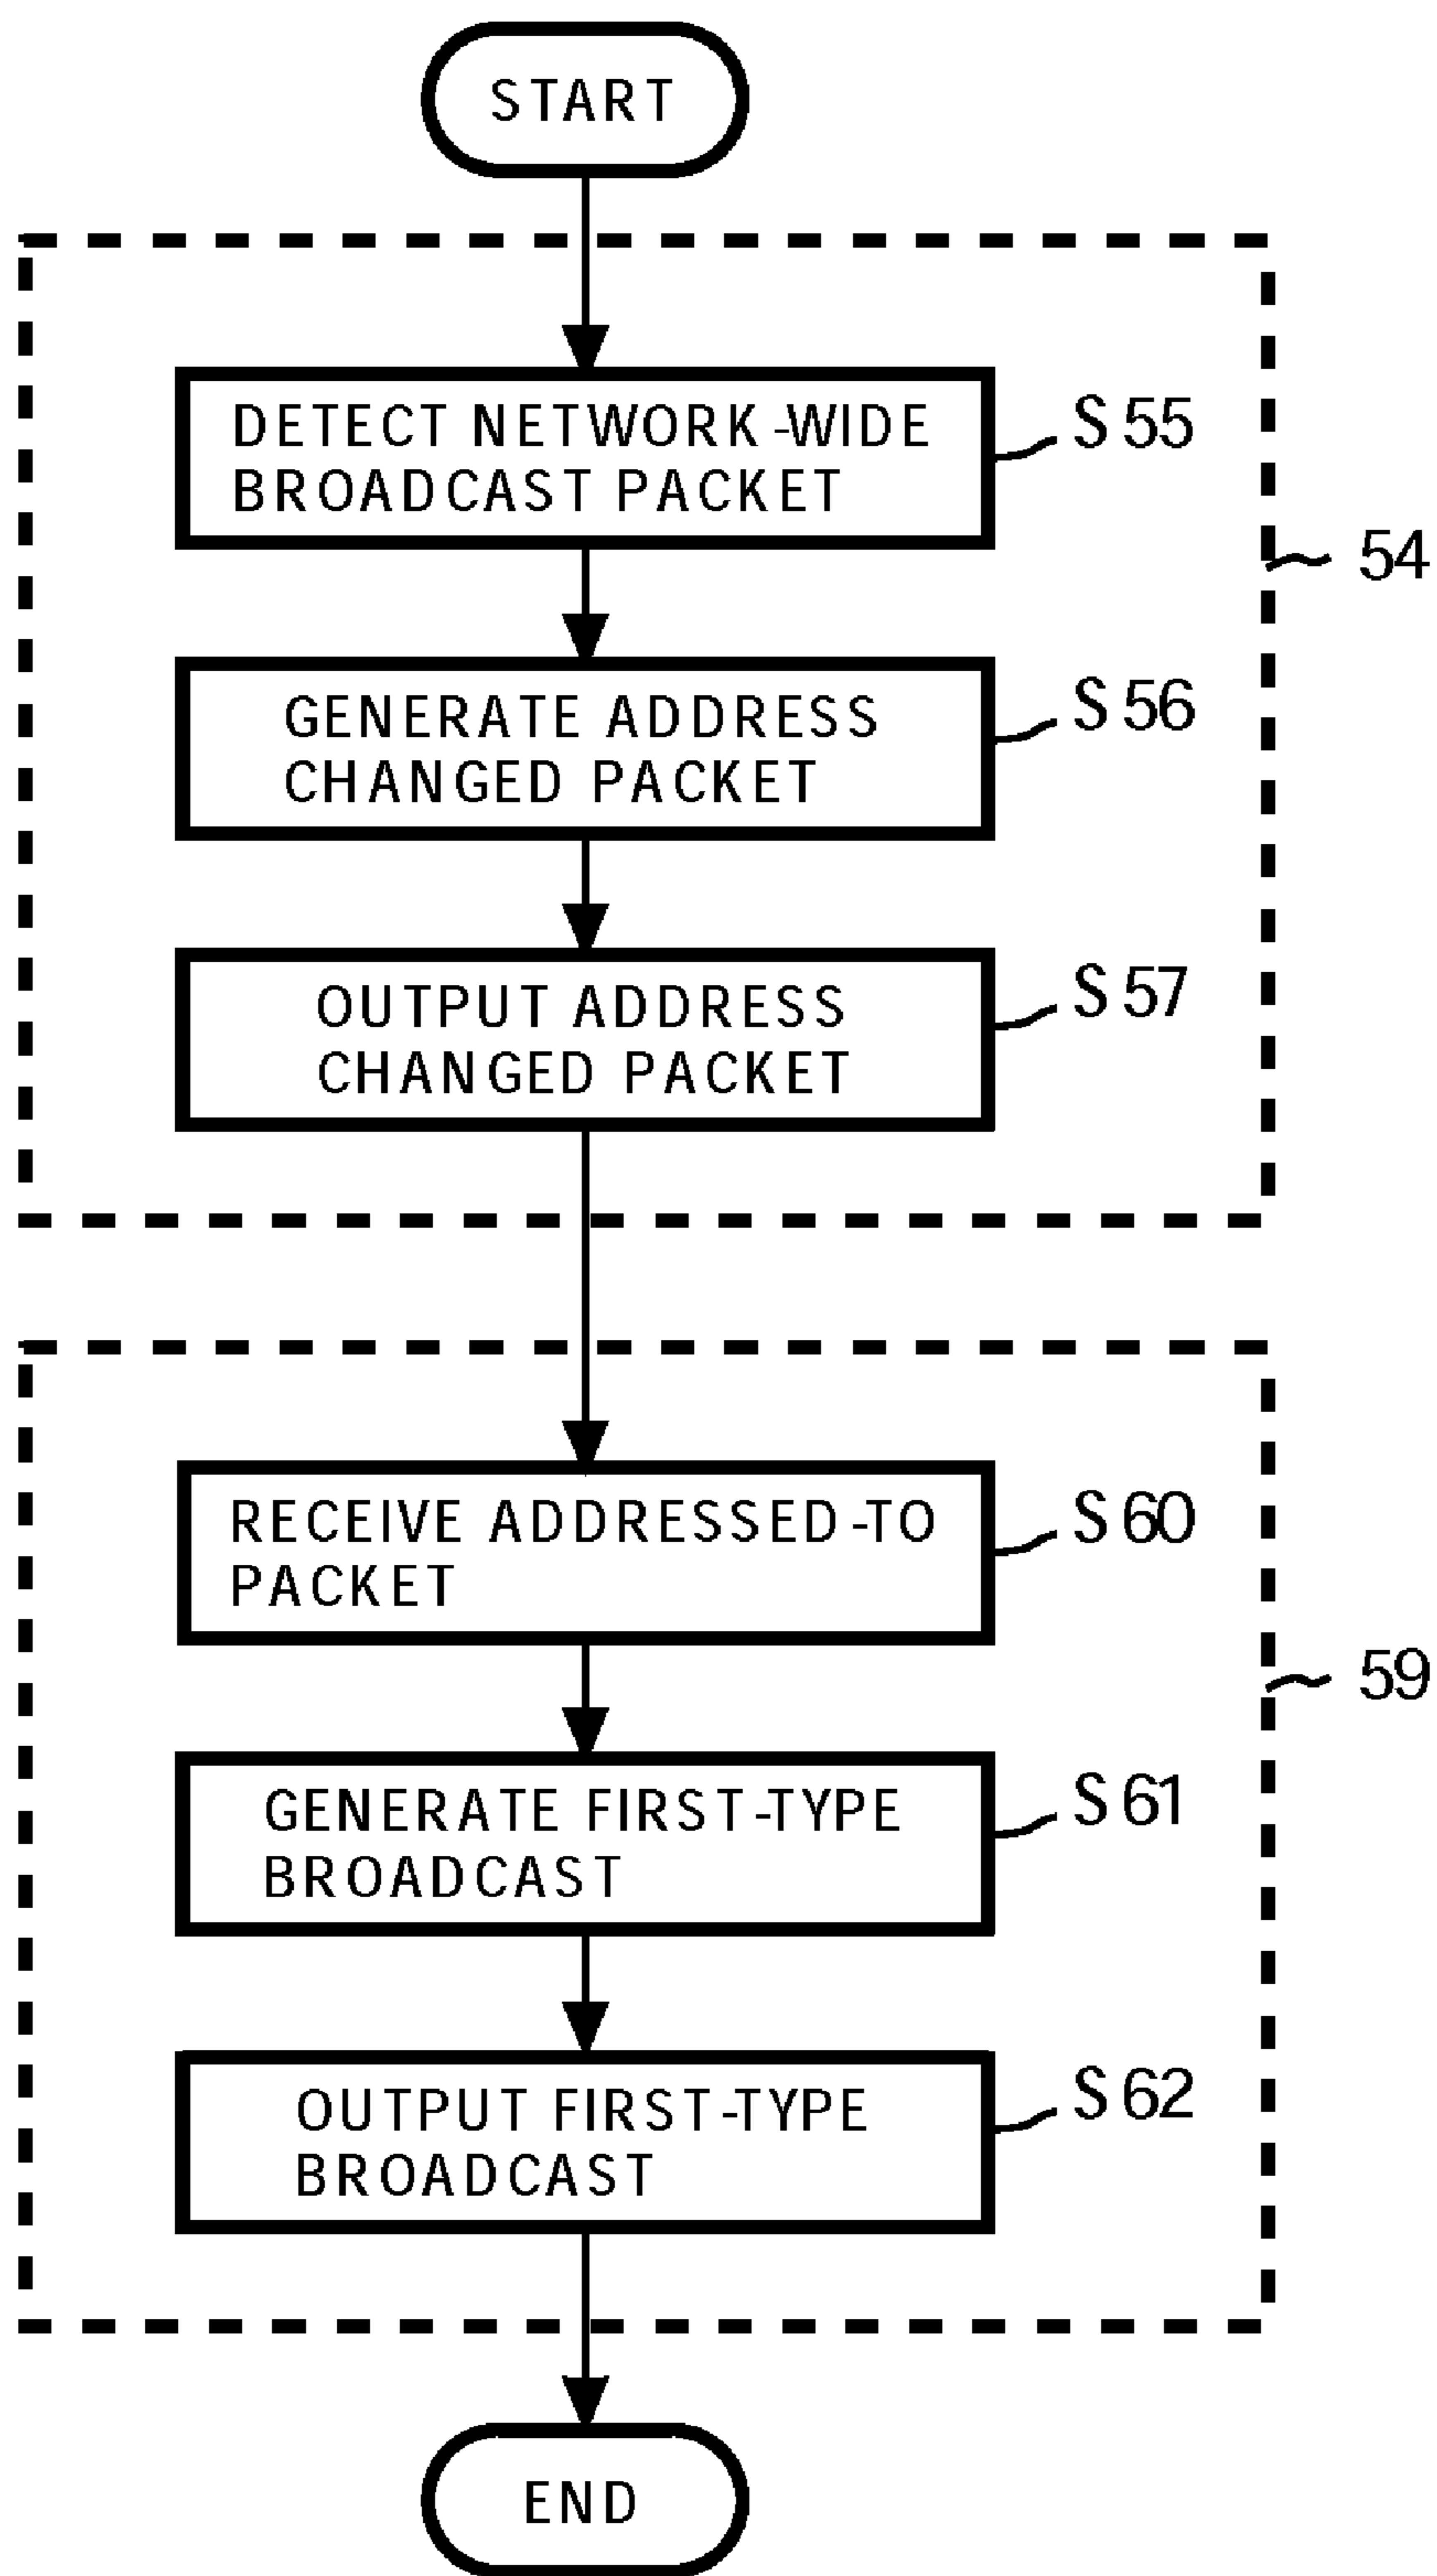 START
DETECT NETWORK-WIDE
BROADCAST PACKET
S55
54
GENERATE ADDRESS
CHANGED PACKET
S56
OUTPUT ADDRESS
CHANGED PACKET
S57
RECEIVE ADDRESSED-TO
PACKET
S60
59
GENERATE FIRST-TYPE
BROADCAST
S61
OUTPUT FIRST-TYPE
BROADCAST
S62
END